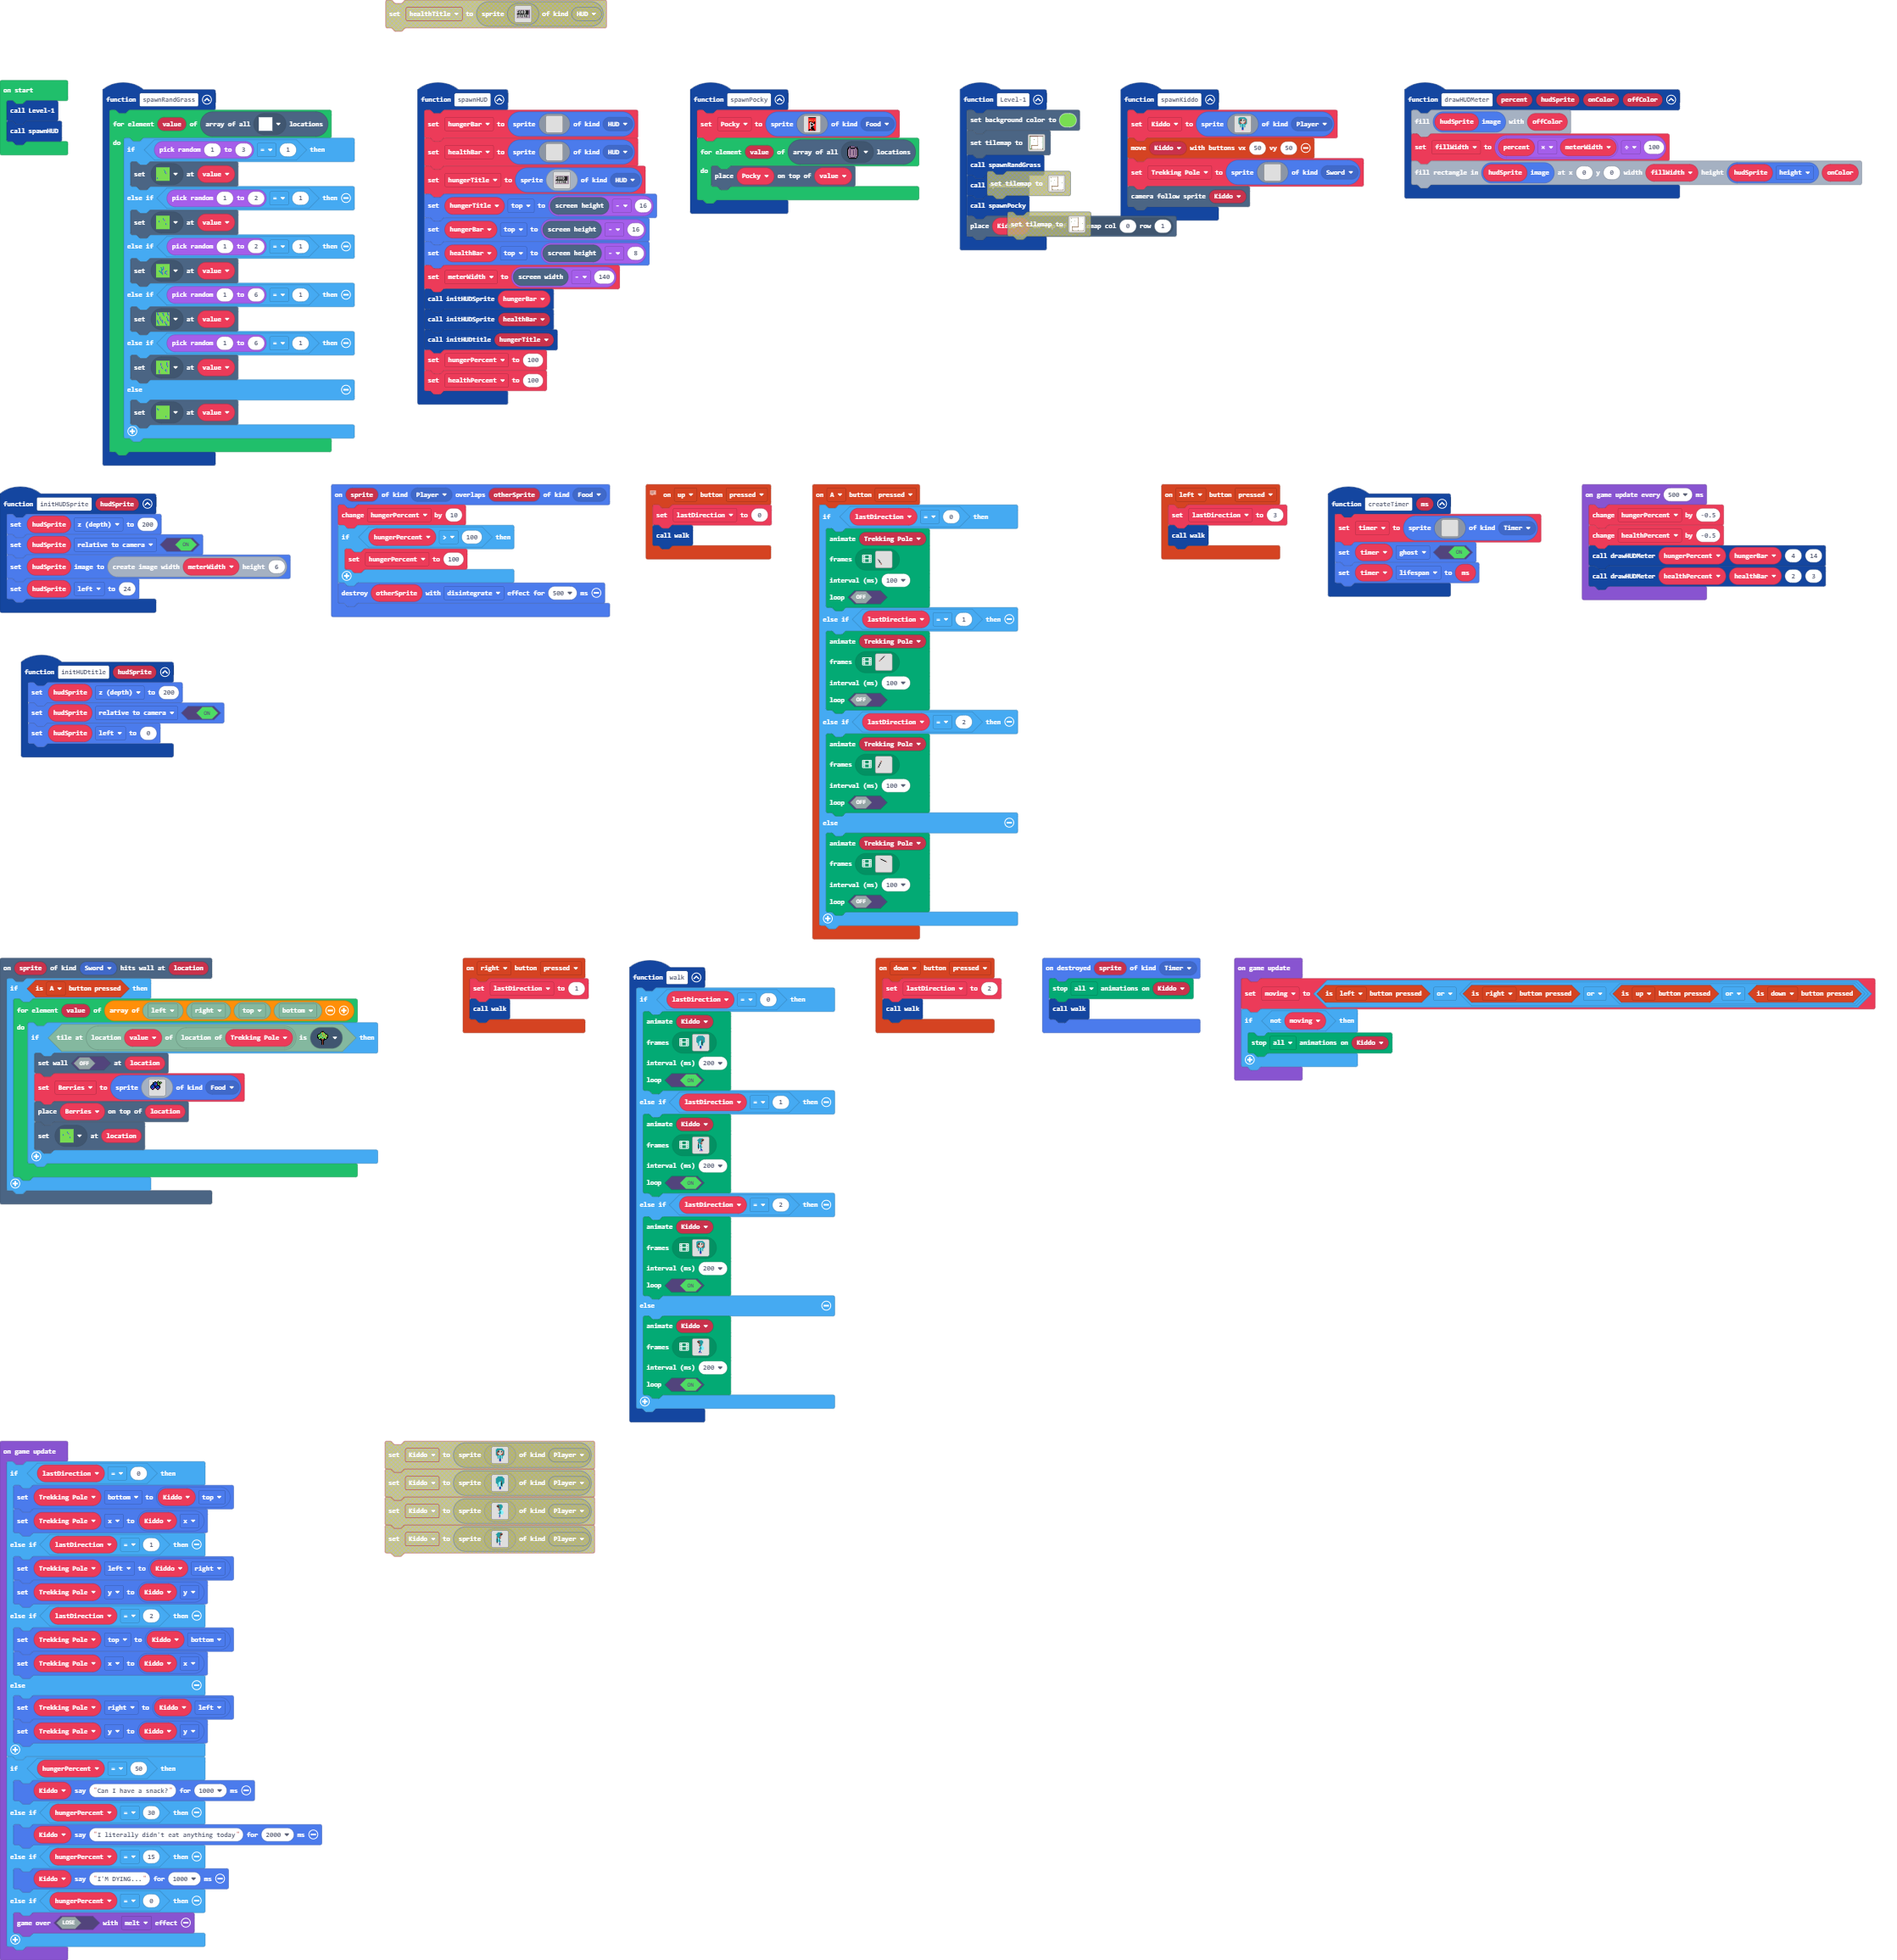 set healthTitle to sprite of kind HUD
on start
call Level-1
call spawnHUD
function spawnRandGrass
for element value of array of all locations
do
if pick random 1 to 3 = 1 then
set at value
else if pick random 1 to 2 = 1 then
set at value
else if pick random 1 to 2 = 1 then
set at value
else if pick random 1 to 6 = 1 then
set at value
else if pick random 1 to 6 = 1 then
set at value
else
set at value
function spawnHUD
set hungerBar to sprite of kind HUD
set healthBar to sprite of kind HUD
set hungerTitle to sprite of kind HUD
set hungerTitle top to screen height - 16
set hungerBar top to screen height - 16
set healthBar top to screen height - 8
set meterWidth to screen width - 140
call initHUDSprite hungerBar
call initHUDSprite healthBar
call initHUDtitle hungerTitle
set hungerPercent to 100
set healthPercent to 100
function spawnPocky
set Pocky to sprite of kind Food
for element value of array of all locations
do
place Pocky on top of value
function Level-1
set background color to
set tilemap to
call spawnRandGrass
call
set tilemap to
call spawnPocky
place
set tilemap to
map col 0 row 1
function spawnKiddo
set Kiddo to sprite of kind Player
move Kiddo with buttons vx 50 vy 50
set Trekking Pole to sprite of kind Sword
camera follow sprite Kiddo
function drawHUDMeter percent hudSprite onColor offColor
fill hudSprite image with offColor
set fillWidth to percent × meterWidth ÷ 100
fill rectangle in hudSprite image at x 0 y 0 width fillWidth height hudSprite height onColor
function initHUDSprite hudSprite
set hudSprite z (depth) to 200
set hudSprite relative to camera ON
set hudSprite image to create image width meterWidth height 6
set hudSprite left to 24
function initHUDtitle hudSprite
set hudSprite z (depth) to 200
set hudSprite relative to camera ON
set hudSprite left to 0
on sprite of kind Player overlaps otherSprite of kind Food
change hungerPercent by 10
if hungerPercent > 100 then
set hungerPercent to 100
destroy otherSprite with disintegrate effect for 500 ms
on up button pressed
set lastDirection to 0
call walk
on A button pressed
if lastDirection = 0 then
animate Trekking Pole
frames
interval (ms) 100
loop OFF
else if lastDirection = 1 then
animate Trekking Pole
frames
interval (ms) 100
loop OFF
else if lastDirection = 2 then
animate Trekking Pole
frames
interval (ms) 100
loop OFF
else
animate Trekking Pole
frames
interval (ms) 100
loop OFF
on left button pressed
set lastDirection to 3
call walk
function createTimer ms
set timer to sprite of kind Timer
set timer ghost ON
set timer lifespan to ms
on game update every 500 ms
change hungerPercent by -0.5
change healthPercent by -0.5
call drawHUDMeter hungerPercent hungerBar 4 14
call drawHUDMeter healthPercent healthBar 2 3
on sprite of kind Sword hits wall at location
if is A button pressed then
for element value of array of left right top bottom
do
if tile at location value of location of Trekking Pole is then
set wall OFF at location
set Berries to sprite of kind Food
place Berries on top of location
set at location
on right button pressed
set lastDirection to 1
call walk
function walk
if lastDirection = 0 then
animate Kiddo
frames
interval (ms) 200
loop ON
else if lastDirection = 1 then
animate Kiddo
frames
interval (ms) 200
loop ON
else if lastDirection = 2 then
animate Kiddo
frames
interval (ms) 200
loop ON
else
animate Kiddo
frames
interval (ms) 200
loop ON
on down button pressed
set lastDirection to 2
call walk
on destroyed sprite of kind Timer
stop all animations on Kiddo
call walk
on game update
set moving to is left button pressed or is right button pressed or is up button pressed or is down button pressed
if not moving then
stop all animations on Kiddo
on game update
if lastDirection = 0 then
set Trekking Pole bottom to Kiddo top
set Trekking Pole x to Kiddo x
else if lastDirection = 1 then
set Trekking Pole left to Kiddo right
set Trekking Pole y to Kiddo y
else if lastDirection = 2 then
set Trekking Pole top to Kiddo bottom
set Trekking Pole x to Kiddo x
else
set Trekking Pole right to Kiddo left
set Trekking Pole y to Kiddo y
if hungerPercent = 50 then
Kiddo say "Can I have a snack?" for 1000 ms
else if hungerPercent = 30 then
Kiddo say "I literally didn't eat anything today" for 2000 ms
else if hungerPercent = 15 then
Kiddo say "I'M DYING..." for 1000 ms
else if hungerPercent = 0 then
game over LOSE with melt effect
set Kiddo to sprite of kind Player
set Kiddo to sprite of kind Player
set Kiddo to sprite of kind Player
set Kiddo to sprite of kind Player